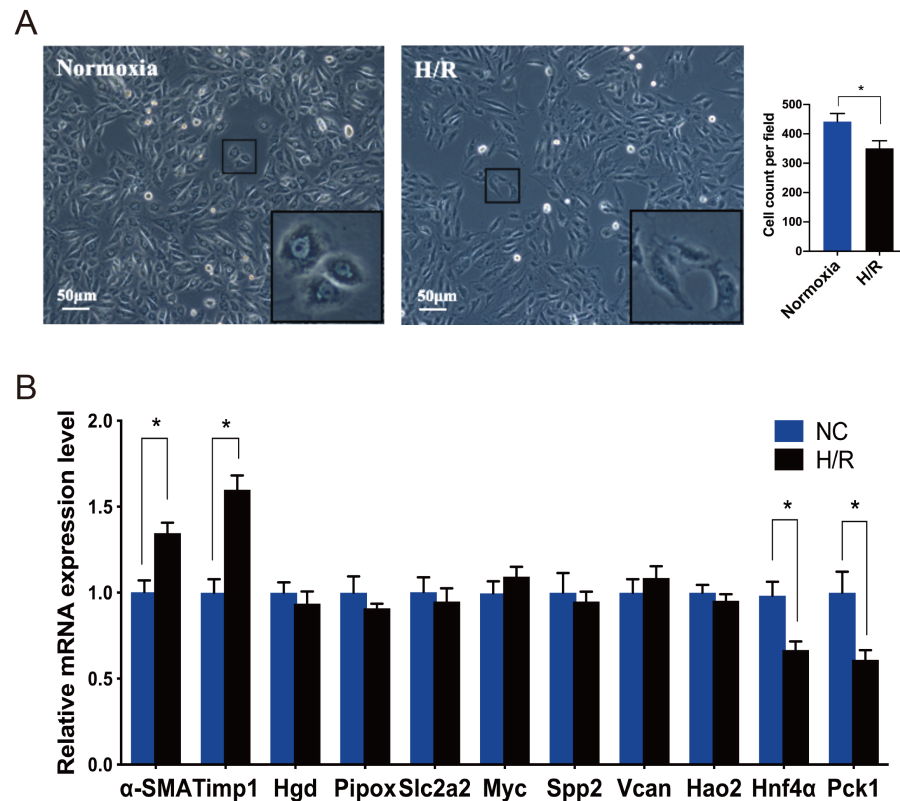 A
Normoxia
50μm
H/R
50μm
*
Cell count per field
500
400
300
200
100
0
Normoxia
H/R
B
Relative mRNA expression level
2.0
1.5
1.0
0.5
0.0
*
*
*
*
NC
H/R
α-SMA Timp1 Hgd Pipox Slc2a2 Myc Spp2 Vcan Hao2 Hnf4α Pck1